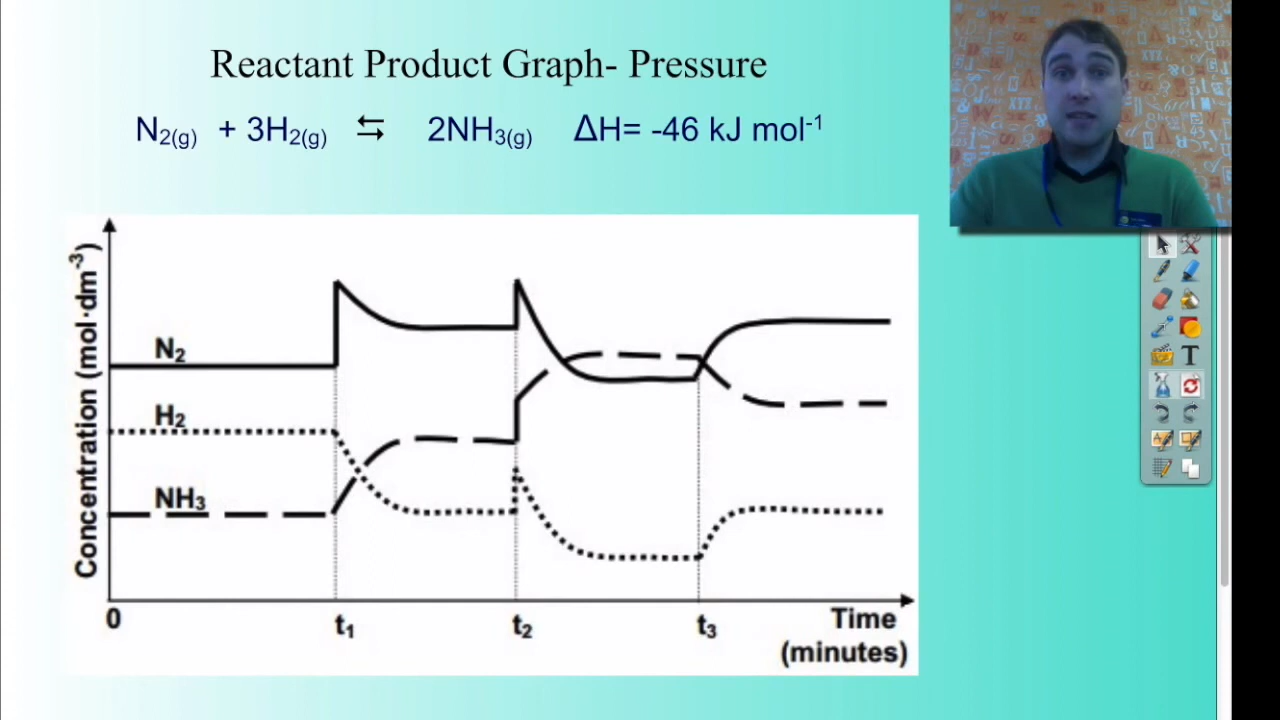 Reactant Product Graph- Pressure
N₂(g) + 3H₂(g) ⇆ 2NH₃(g) ΔH= -46 kJ mol⁻¹
Concentration (mol·dm⁻³)
N₂
H₂
NH₃
0 t₁ t₂ t₃ Time
(minutes)